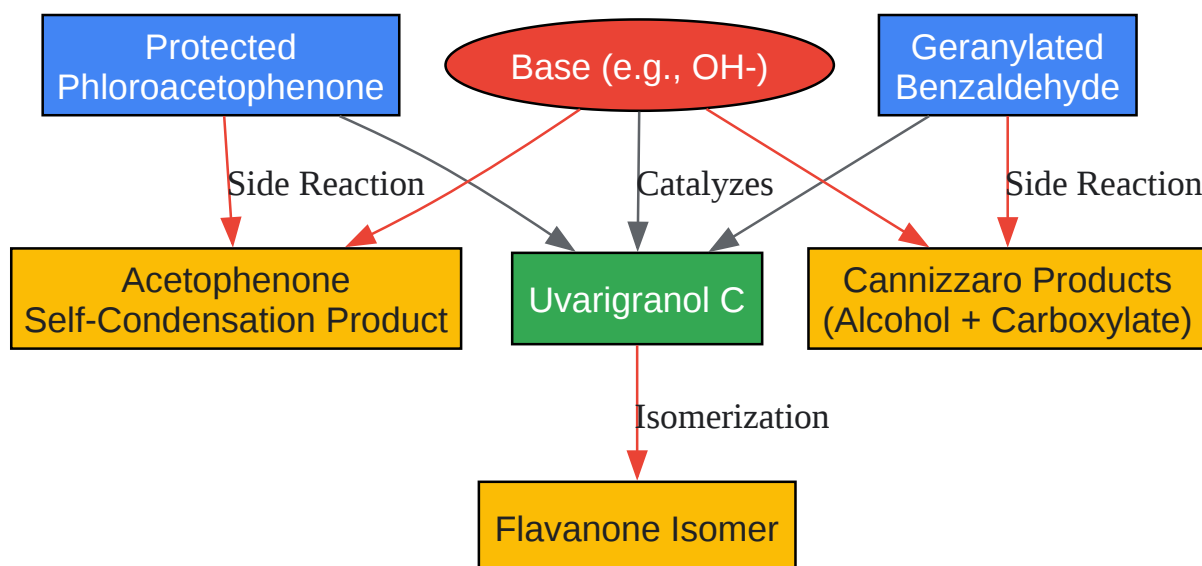 Protected
Phloroacetophenone
Base (e.g., OH-)
Geranylated
Benzaldehyde
Side Reaction
Catalyzes
Side Reaction
Acetophenone
Self-Condensation Product
Uvarigranol C
Cannizzaro Products
(Alcohol + Carboxylate)
Isomerization
Flavanone Isomer